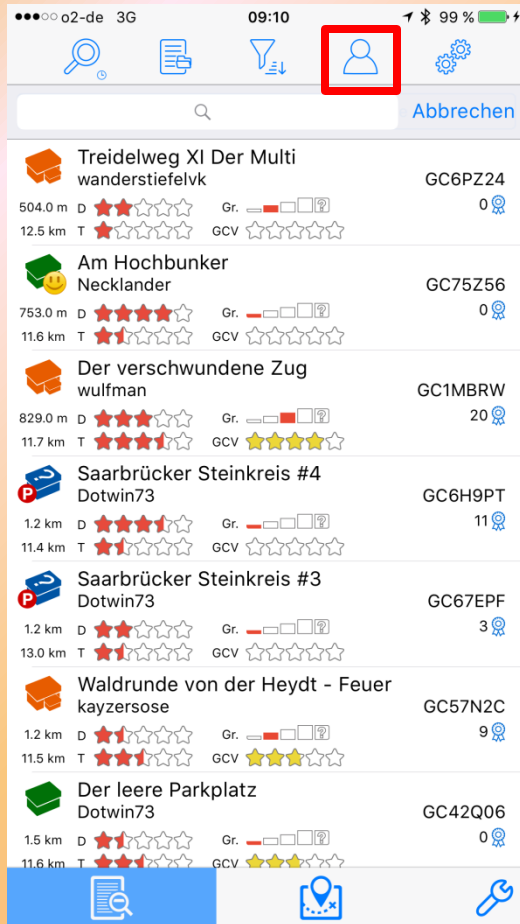 o2-de 3G 09:10 99 %
Abbrechen
Treidelweg XI Der Multi
wanderstiefelvk GC6PZ24
504.0 m D Gr. ? 0
12.5 km T GCV
Am Hochbunker
Necklander GC75Z56
753.0 m D Gr. ? 0
11.6 km T GCV
Der verschwundene Zug
wulfman GC1MBRW
829.0 m D Gr. ? 20
11.7 km T GCV
Saarbrücker Steinkreis #4
? P Dotwin73 GC6H9PT
1.2 km D Gr. ? 11
11.4 km T GCV
Saarbrücker Steinkreis #3
? P Dotwin73 GC67EPF
1.2 km D Gr. ? 3
13.0 km T GCV
Waldrunde von der Heydt - Feuer
kayzersose GC57N2C
1.2 km D Gr. ? 9
11.5 km T GCV
Der leere Parkplatz
Dotwin73 GC42Q06
1.5 km D Gr. ? 0
11.6 km T GCV